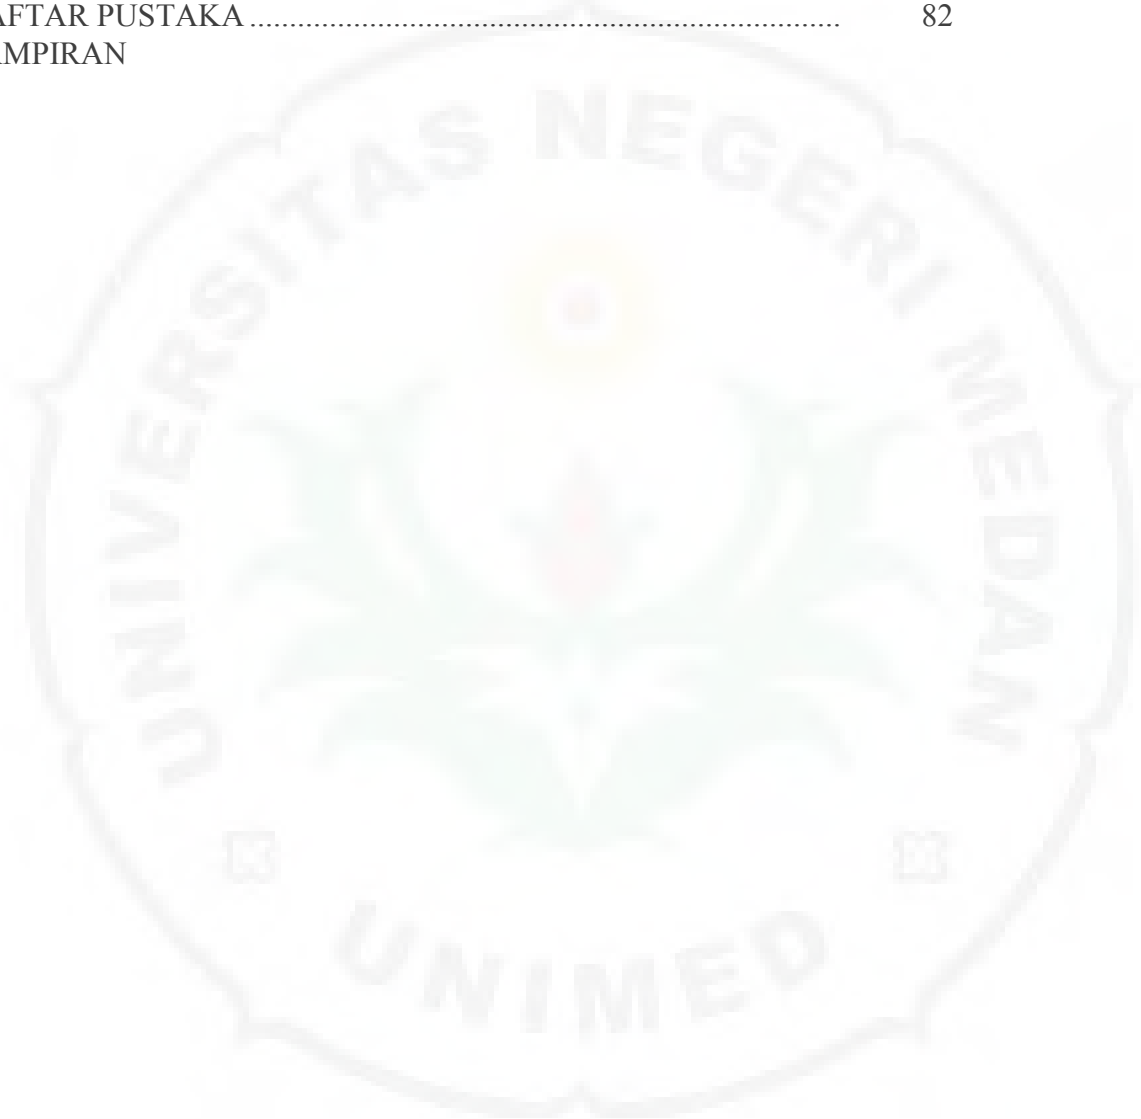 AFTAR PUSTAKA .......................................................................... 82
AMPIRAN
UNIVERSITAS NEGERI MEDAN
UNIMED